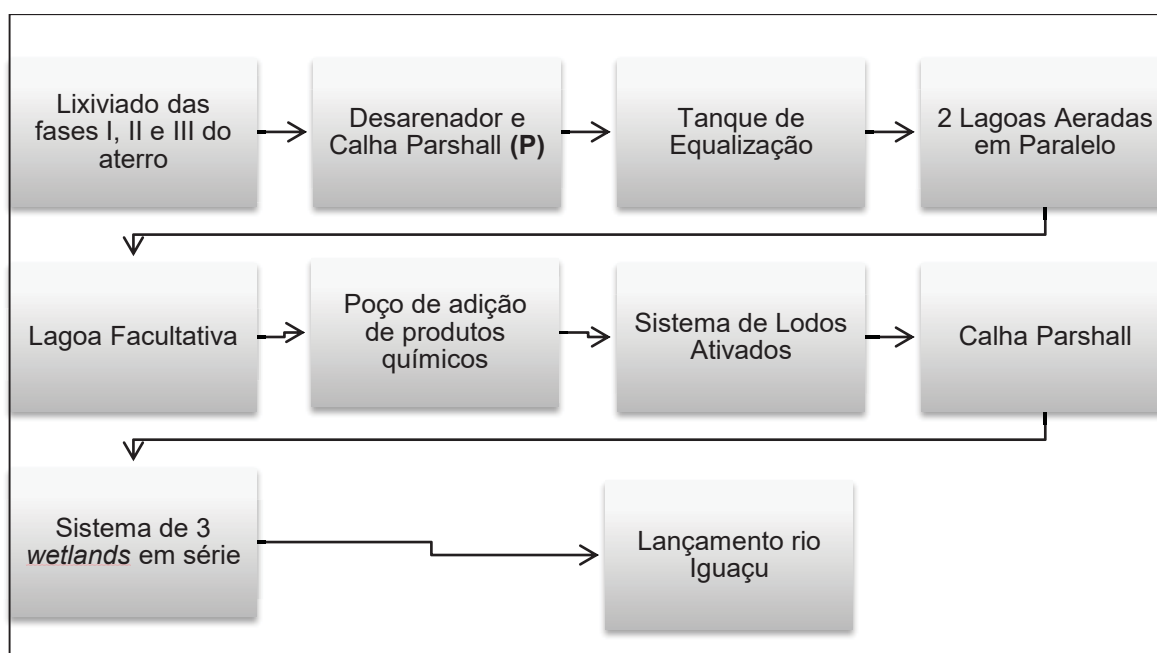 Lixiviado das
fases I, II e III do
aterro
Desarenador e
Calha Parshall (P)
Tanque de
Equalização
2 Lagoas Aeradas
em Paralelo
Lagoa Facultativa
Poço de adição
de produtos
químicos
Sistema de Lodos
Ativados
Calha Parshall
Sistema de 3
wetlands em série
Lançamento rio
Iguaçu